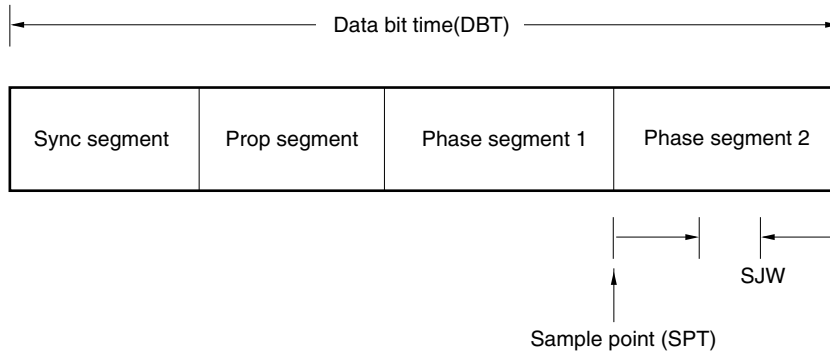 Data bit time(DBT)
Sync segment
Prop segment
Phase segment 1
Phase segment 2
SJW
Sample point (SPT)